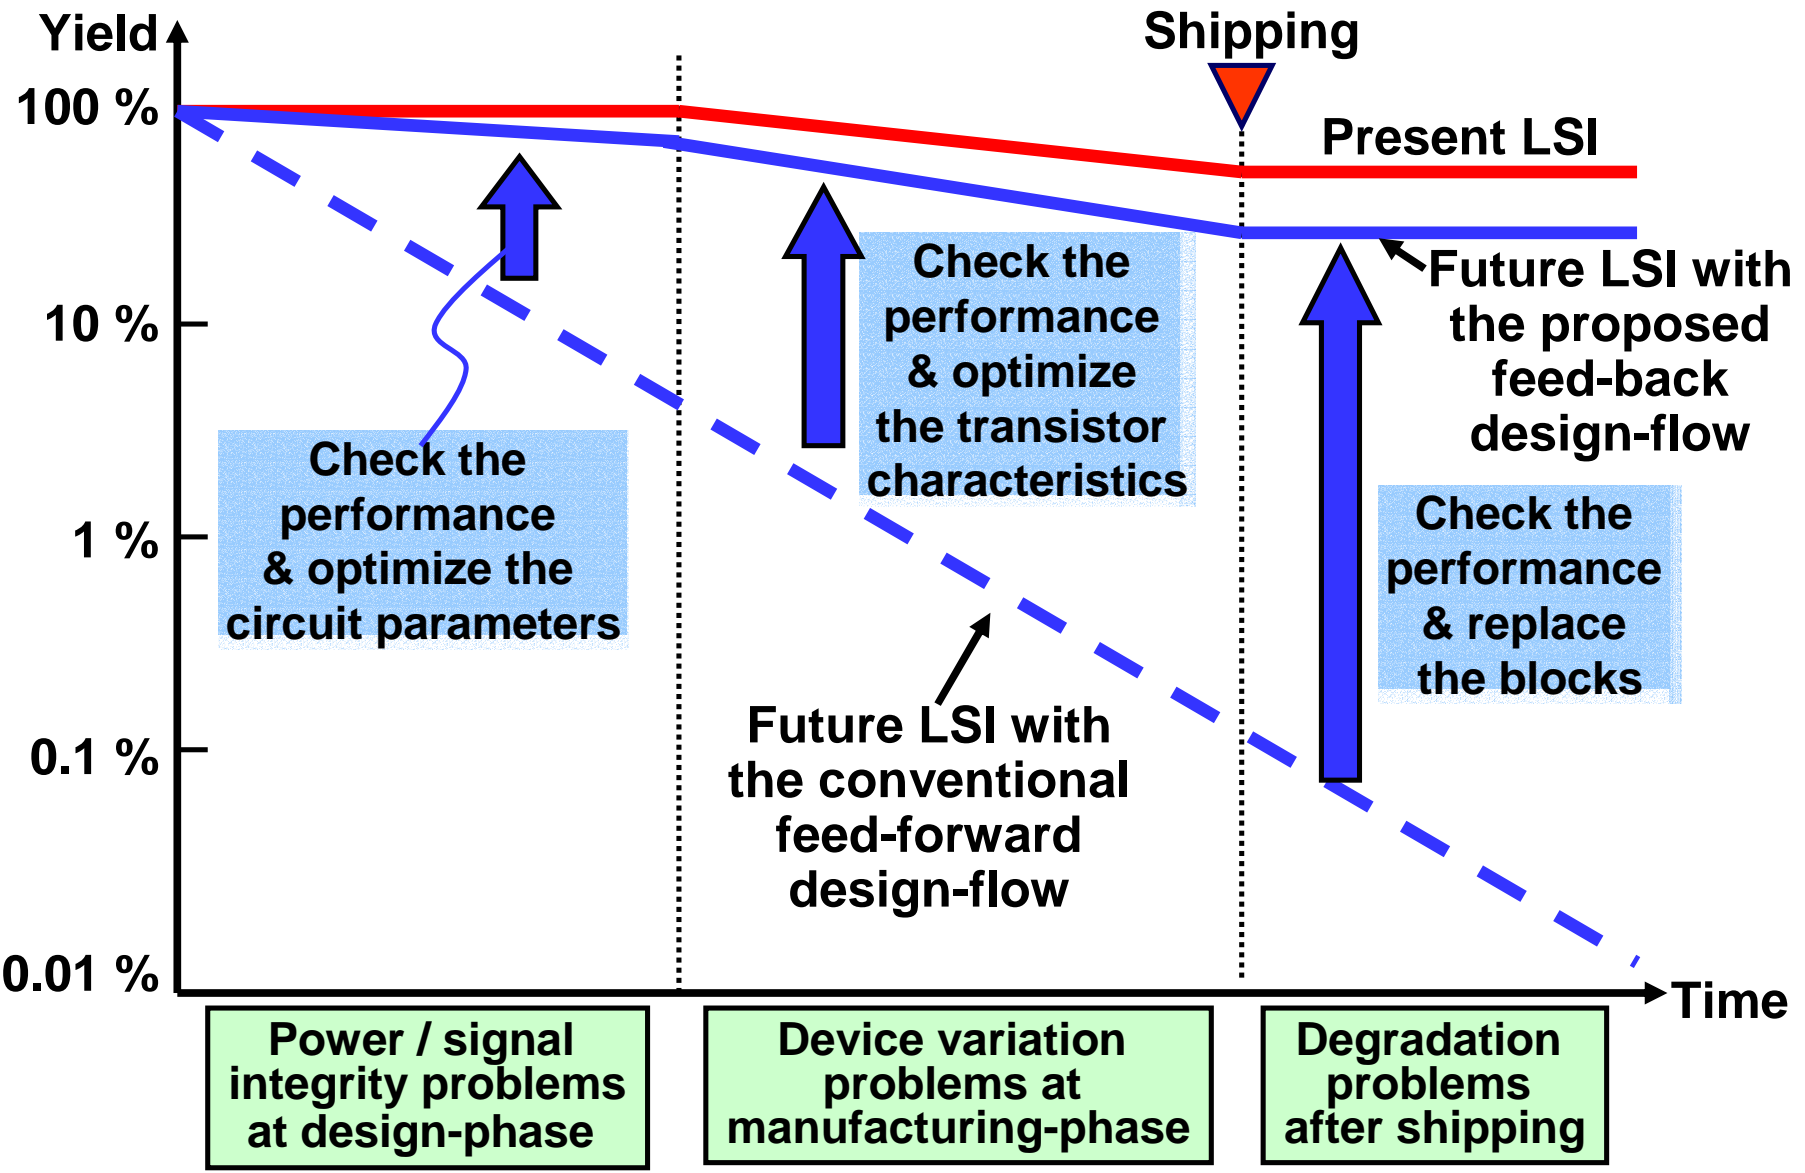 Yield
Shipping
100 %
Present LSI
10 %
1 %
0.1 %
0.01 %
Check the
performance
& optimize the
circuit parameters
Check the
performance
& optimize
the transistor
characteristics
Future LSI with
the proposed
feed-back
design-flow
Check the
performance
& replace
the blocks
Future LSI with
the conventional
feed-forward
design-flow
Time
Power / signal
integrity problems
at design-phase
Device variation
problems at
manufacturing-phase
Degradation
problems
after shipping